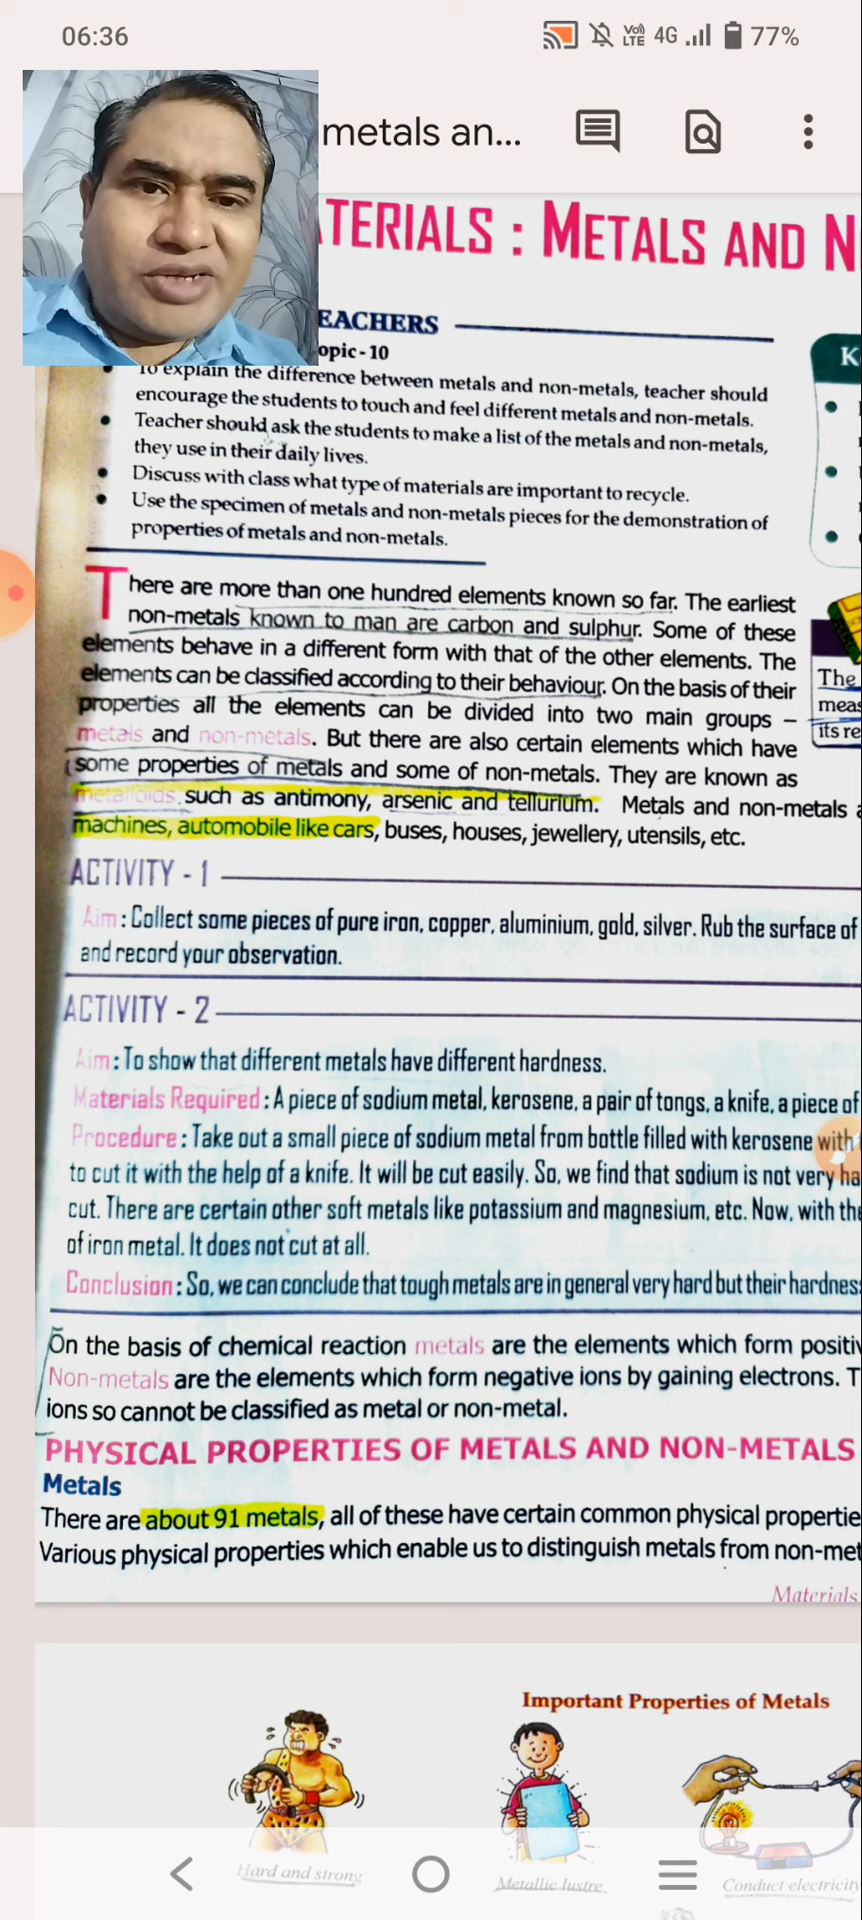 06:36
Vo) LTE 4G 77%
metals an...
TERIALS : METALS AND N
EACHERS
opic - 10
To explain the difference between metals and non-metals, teacher should
encourage the students to touch and feel different metals and non-metals.
Teacher should ask the students to make a list of the metals and non-metals,
they use in their daily lives.
Discuss with class what type of materials are important to recycle.
Use the specimen of metals and non-metals pieces for the demonstration of
properties of metals and non-metals.
K
There are more than one hundred elements known so far. The earliest
non-metals known to man are carbon and sulphur. Some of these
elements behave in a different form with that of the other elements. The
elements can be classified according to their behaviour. On the basis of their
properties all the elements can be divided into two main groups –
metals and non-metals. But there are also certain elements which have
some properties of metals and some of non-metals. They are known as
metalloids such as antimony, arsenic and tellurium. Metals and non-metals a
machines, automobile like cars, buses, houses, jewellery, utensils, etc.
The
meas
its re
ACTIVITY - 1
Aim : Collect some pieces of pure iron, copper, aluminium, gold, silver. Rub the surface of
and record your observation.
ACTIVITY - 2
Aim : To show that different metals have different hardness.
Materials Required : A piece of sodium metal, kerosene, a pair of tongs, a knife, a piece of
Procedure : Take out a small piece of sodium metal from bottle filled with kerosene with
to cut it with the help of a knife. It will be cut easily. So, we find that sodium is not very ha
cut. There are certain other soft metals like potassium and magnesium, etc. Now, with the
of iron metal. It does not cut at all.
Conclusion : So, we can conclude that tough metals are in general very hard but their hardness
On the basis of chemical reaction metals are the elements which form positiv
Non-metals are the elements which form negative ions by gaining electrons. T
ions so cannot be classified as metal or non-metal.
PHYSICAL PROPERTIES OF METALS AND NON-METALS
Metals
There are about 91 metals, all of these have certain common physical propertie
Various physical properties which enable us to distinguish metals from non-met
Materials
Important Properties of Metals
Hard and strong
Metallic lustre
Conduct electricity